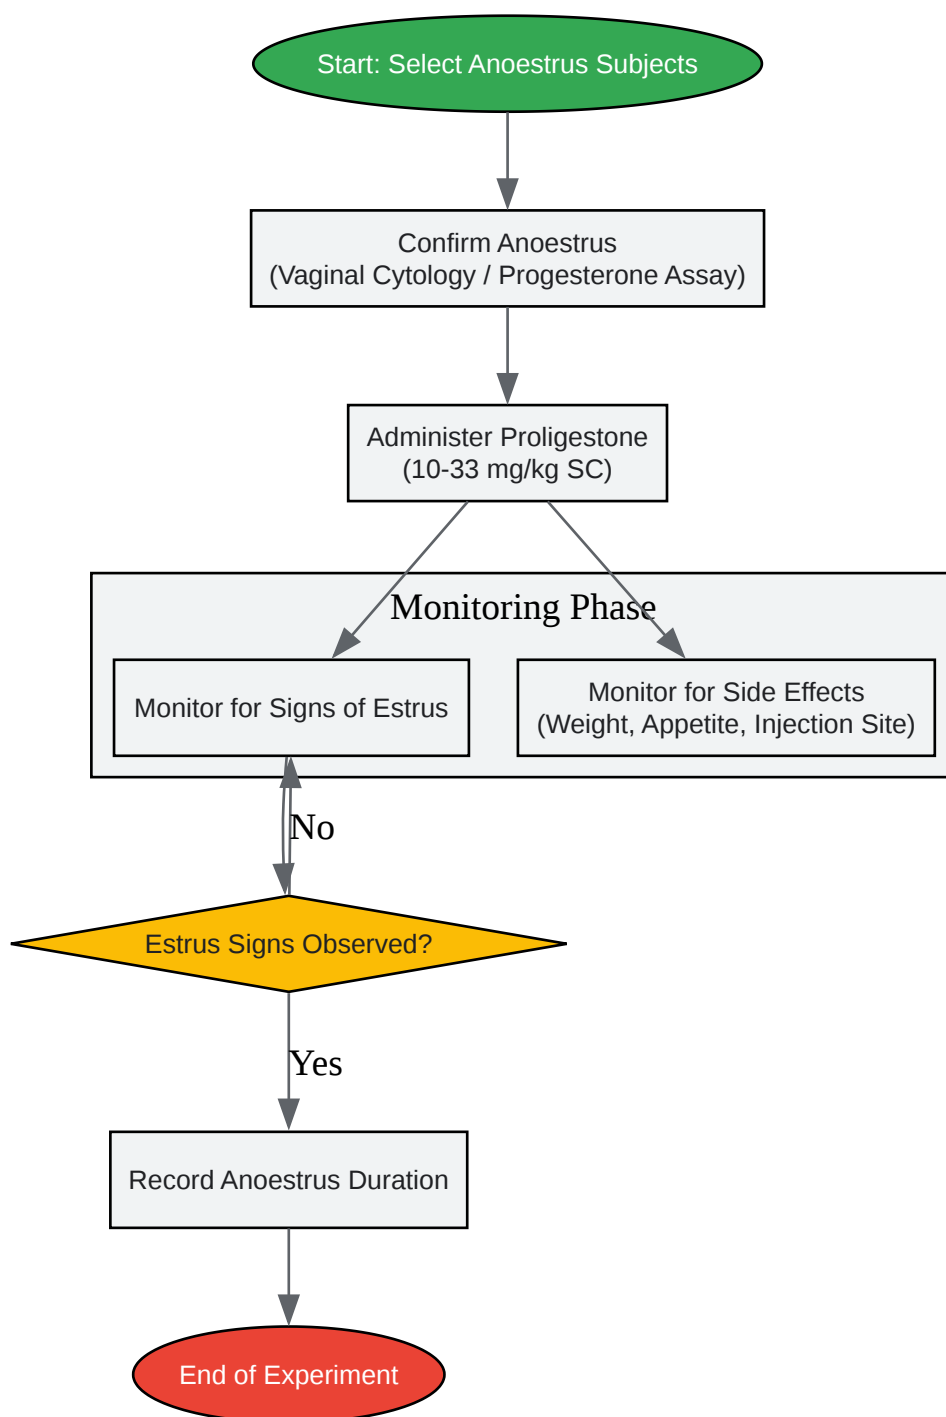 Start: Select Anoestrus Subjects
Confirm Anoestrus
(Vaginal Cytology / Progesterone Assay)
Administer Proligestone
(10-33 mg/kg SC)
Monitoring Phase
Monitor for Signs of Estrus
Monitor for Side Effects
(Weight, Appetite, Injection Site)
No
Estrus Signs Observed?
Yes
Record Anoestrus Duration
End of Experiment